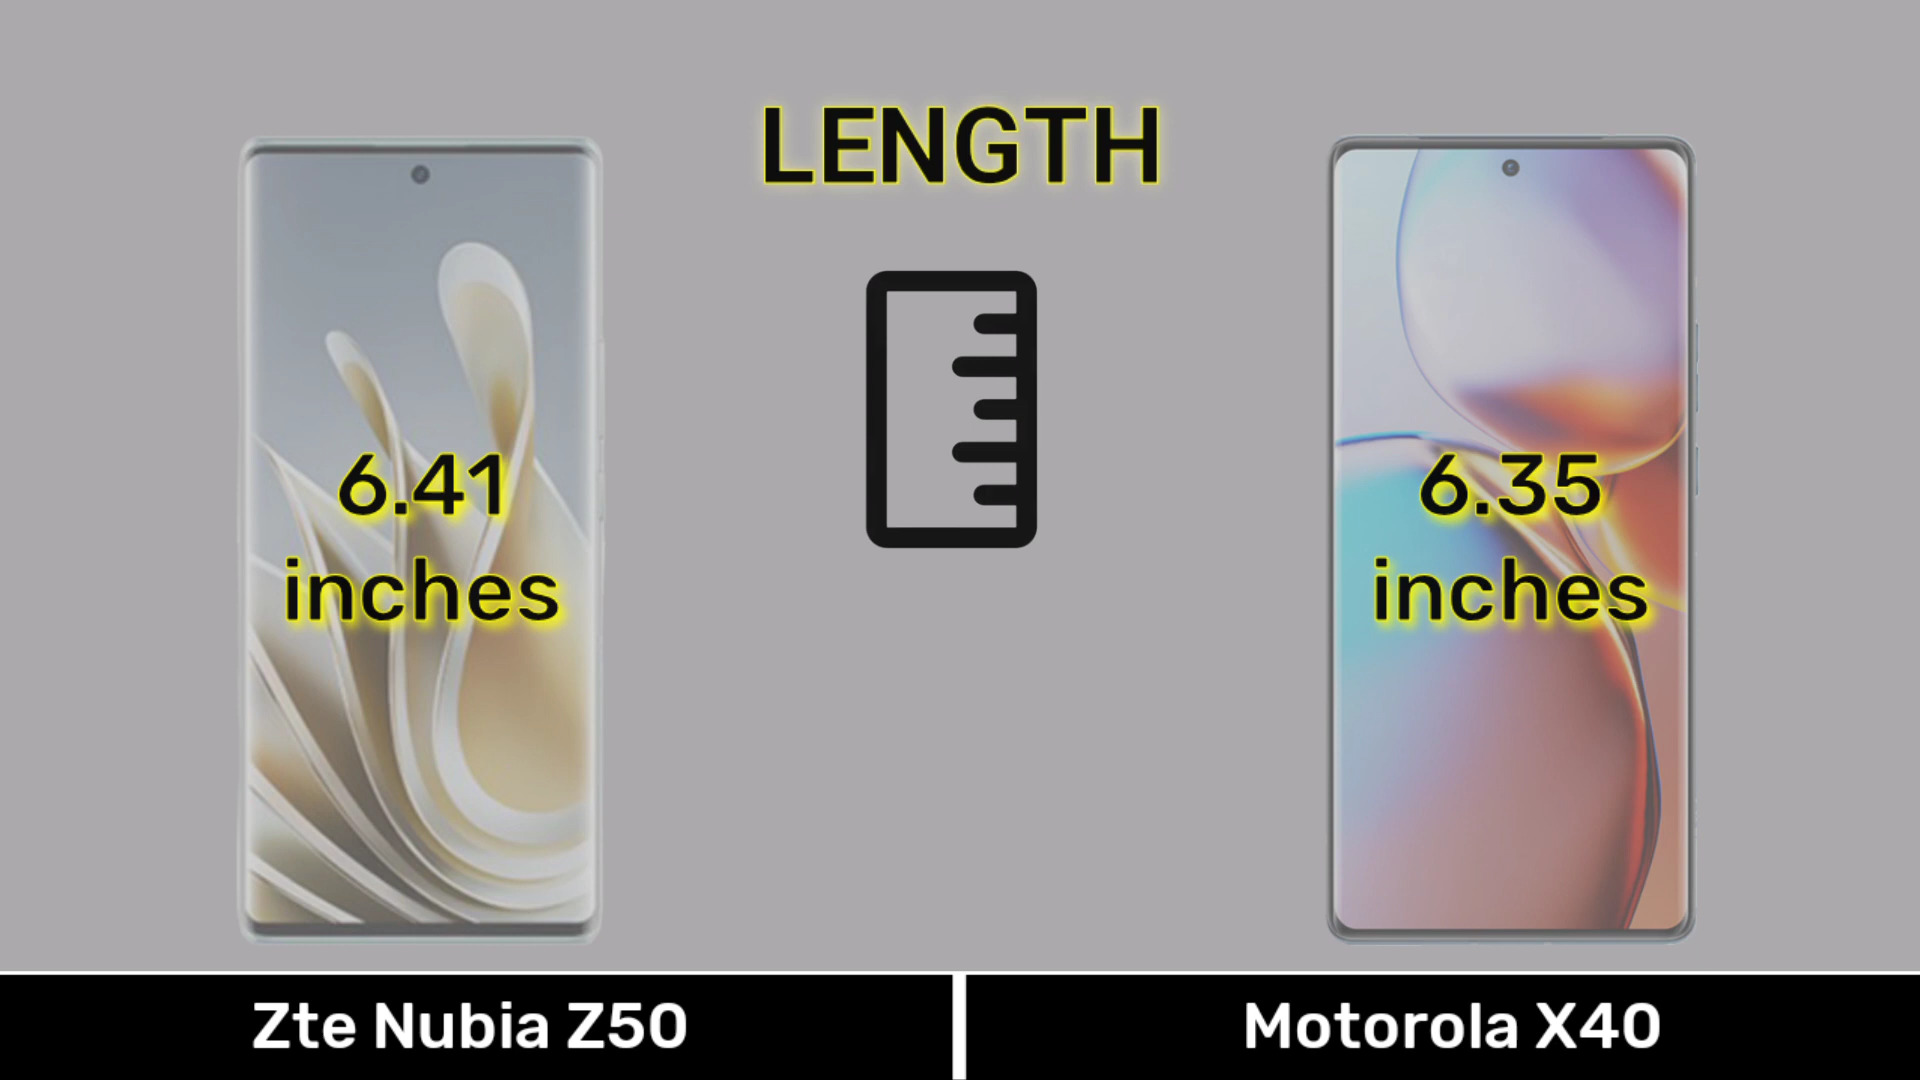 LENGTH
6.41
inches
6.35
inches
Zte Nubia Z50
Motorola X40